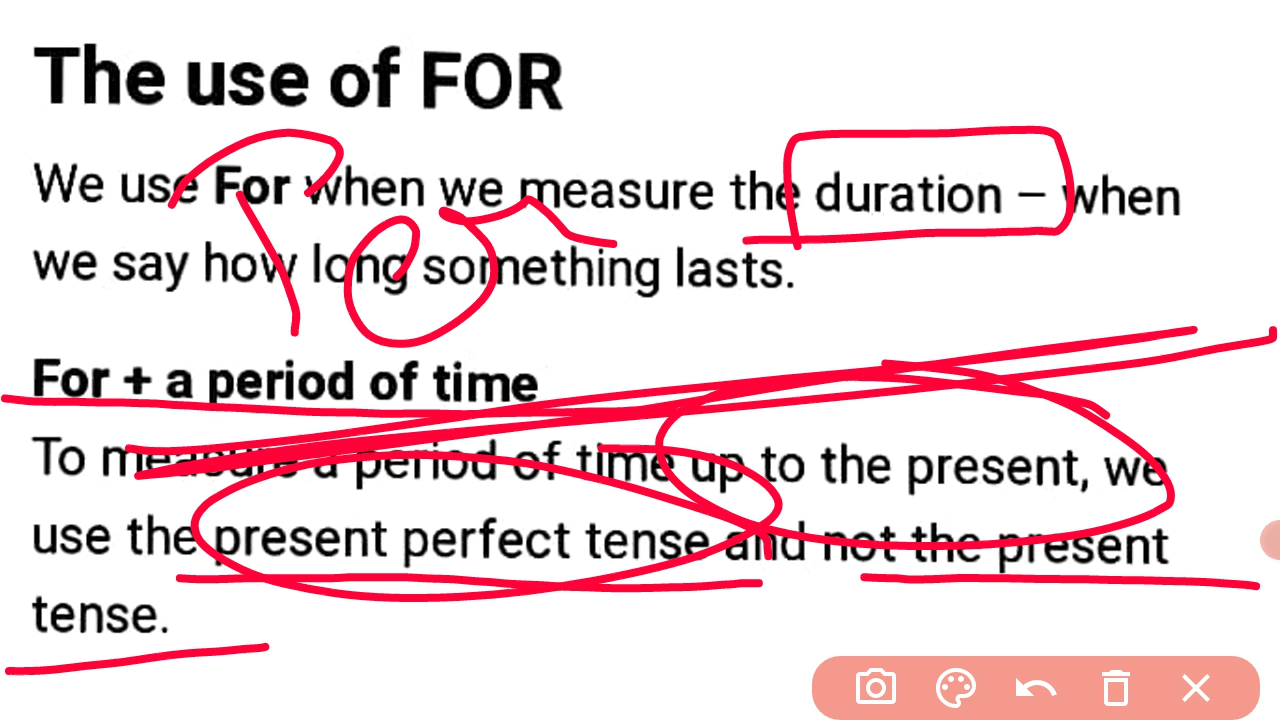 The use of FOR
We use For when we measure the duration – when
we say how long something lasts.
For
For + a period of time
To measure a period of time up to the present, we
use the present perfect tense and not the present
tense.